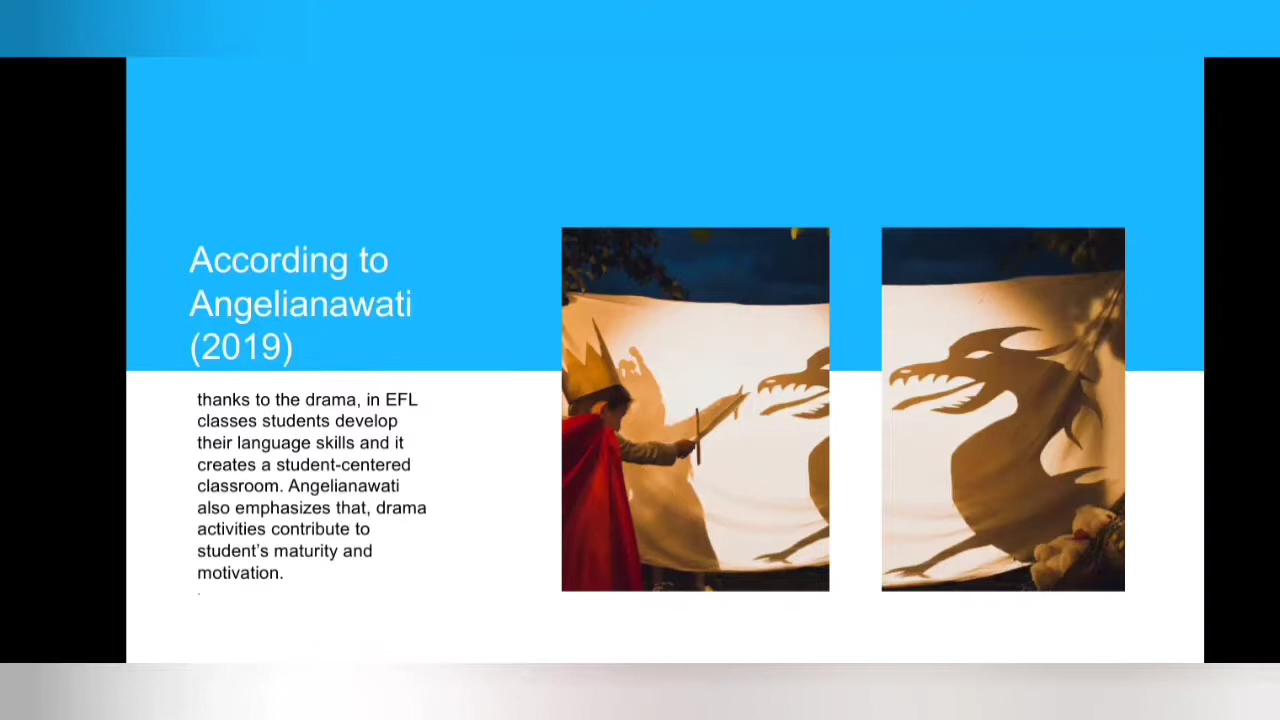 According to
Angelianawati
(2019)
thanks to the drama, in EFL
classes students develop
their language skills and it
creates a student-centered
classroom. Angelianawati
also emphasizes that, drama
activities contribute to
student’s maturity and
motivation.
.